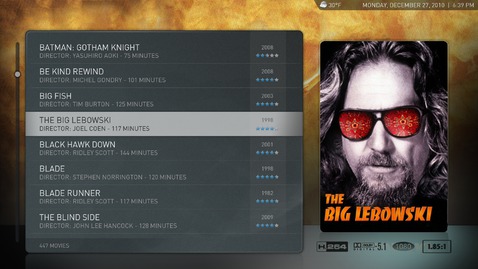 30°F MONDAY, DECEMBER 27, 2010 | 6:39 PM
BATMAN: GOTHAM KNIGHT 2008
DIRECTOR: YASUHIRO AOKI - 75 MINUTES
BE KIND REWIND 2008
DIRECTOR: MICHEL GONDRY - 101 MINUTES
BIG FISH 2003
DIRECTOR: TIM BURTON - 125 MINUTES
THE BIG LEBOWSKI 1998
DIRECTOR: JOEL COEN - 117 MINUTES
BLACK HAWK DOWN 2001
DIRECTOR: RIDLEY SCOTT - 144 MINUTES
BLADE 1998
DIRECTOR: STEPHEN NORRINGTON - 120 MINUTES
BLADE RUNNER 1982
DIRECTOR: RIDLEY SCOTT - 117 MINUTES
THE BLIND SIDE 2009
DIRECTOR: JOHN LEE HANCOCK - 128 MINUTES
447 MOVIES
THE
BIG LEBOWSKI
H.264 5.1 1080 1.85:1